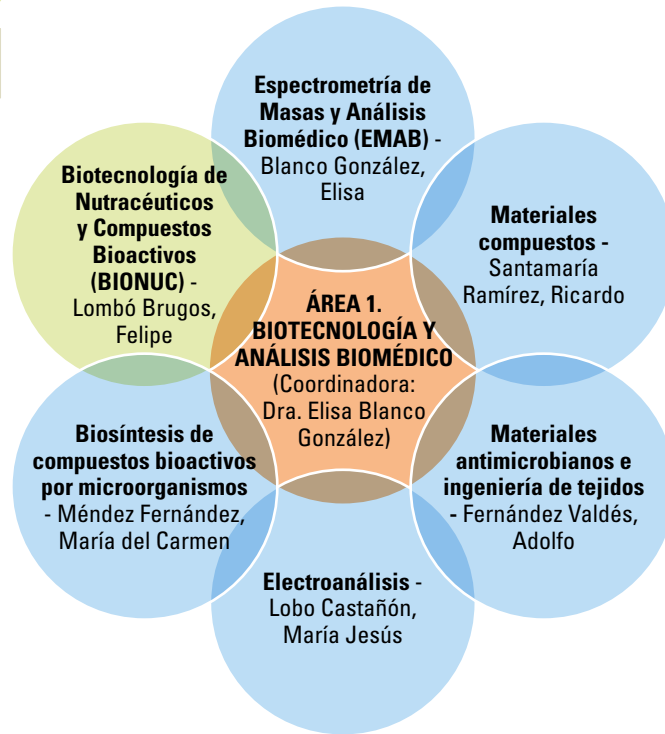 Espectrometría de
Masas y Análisis
Biomédico (EMAB) -
Blanco González,
Elisa
Biotecnología de
Nutracéuticos
y Compuestos
Bioactivos
(BIONUC) -
Lombó Brugos,
Felipe
Materiales
compuestos -
Santamaría
Ramírez, Ricardo
ÁREA 1.
BIOTECNOLOGÍA Y
ANÁLISIS BIOMÉDICO
(Coordinadora:
Dra. Elisa Blanco
González)
Biosíntesis de
compuestos bioactivos
por microorganismos
- Méndez Fernández,
María del Carmen
Materiales
antimicrobianos e
ingeniería de tejidos
- Fernández Valdés,
Adolfo
Electroanálisis -
Lobo Castañón,
María Jesús